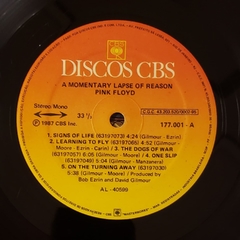 DISCOS CBS
A MOMENTARY LAPSE OF REASON
PINK FLOYD
Stereo Mono
33⅓
℗ 1987 CBS Inc.
177.001 - A
1. SIGNS OF LIFE (63197073) 4:24 (Gilmour - Ezrin)
2. LEARNING TO FLY (63197065) 4:52 (Gilmour
- Moore - Ezrin - Carin) 3. THE DOGS OF WAR
(63197057) 6:05 (Gilmour - Moore) 4. ONE SLIP
(63197049) 5:04 (Gilmour - Manzanera)
5. ON THE TURNING AWAY (63197030)
5:38 (Gilmour - Moore) / Produced by
Bob Ezrin and David Gilmour
AL - 40599